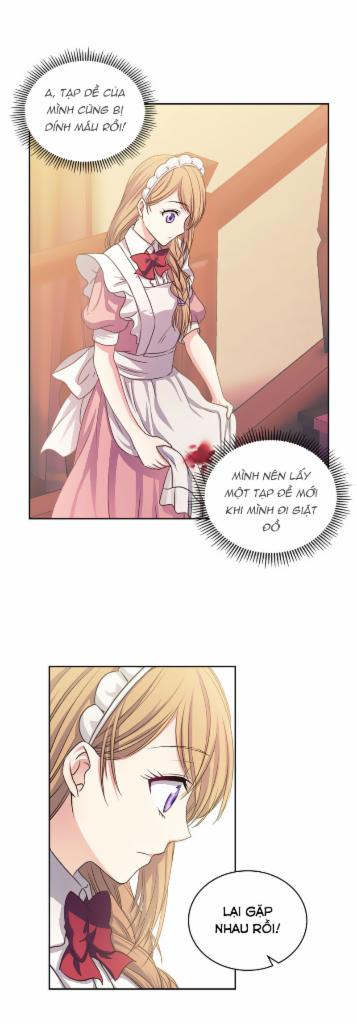 A, TẠP DỀ CỦA
MÌNH CŨNG BỊ
DÍNH MÁU RỒI!
MÌNH NÊN LẤY
MỘT TẠP ĐỀ MỚI
KHI MÌNH ĐI GIẶT
ĐỒ
LẠI GẶP
NHAU RỒI!